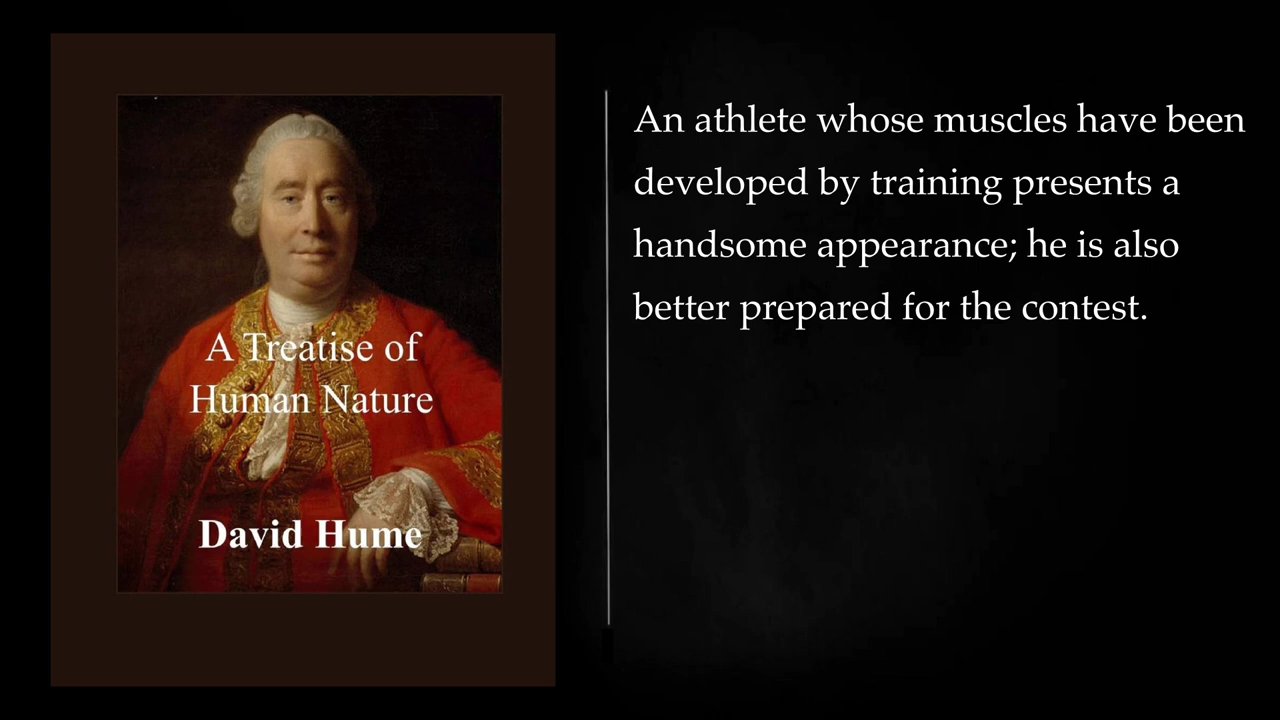 A Treatise of
Human Nature
David Hume
An athlete whose muscles have been
developed by training presents a
handsome appearance; he is also
better prepared for the contest.